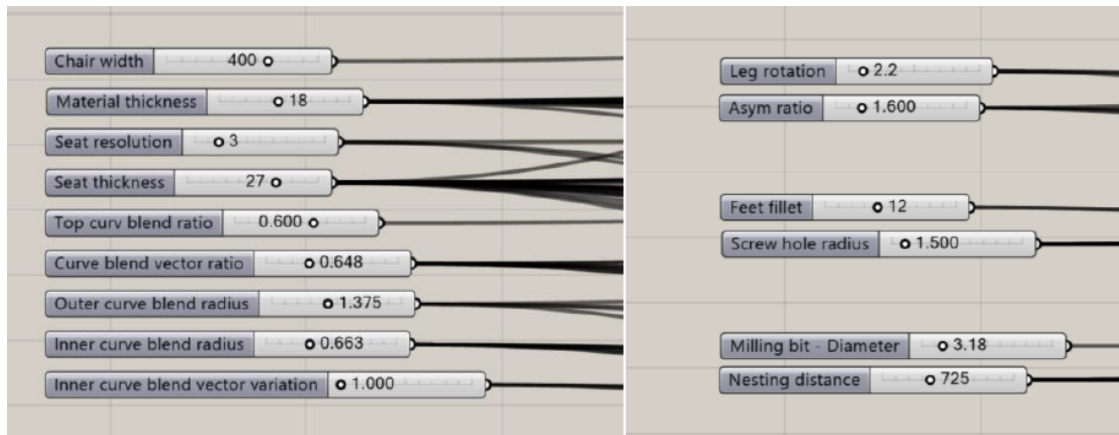 Chair width 400
Material thickness 18
Seat resolution 3
Seat thickness 27
Top curv blend ratio 0.600
Curve blend vector ratio 0.648
Outer curve blend radius 1.375
Inner curve blend radius 0.663
Inner curve blend vector variation 1.000
Leg rotation 2.2
Asym ratio 1.600
Feet fillet 12
Screw hole radius 1.500
Milling bit - Diameter 3.18
Nesting distance 725